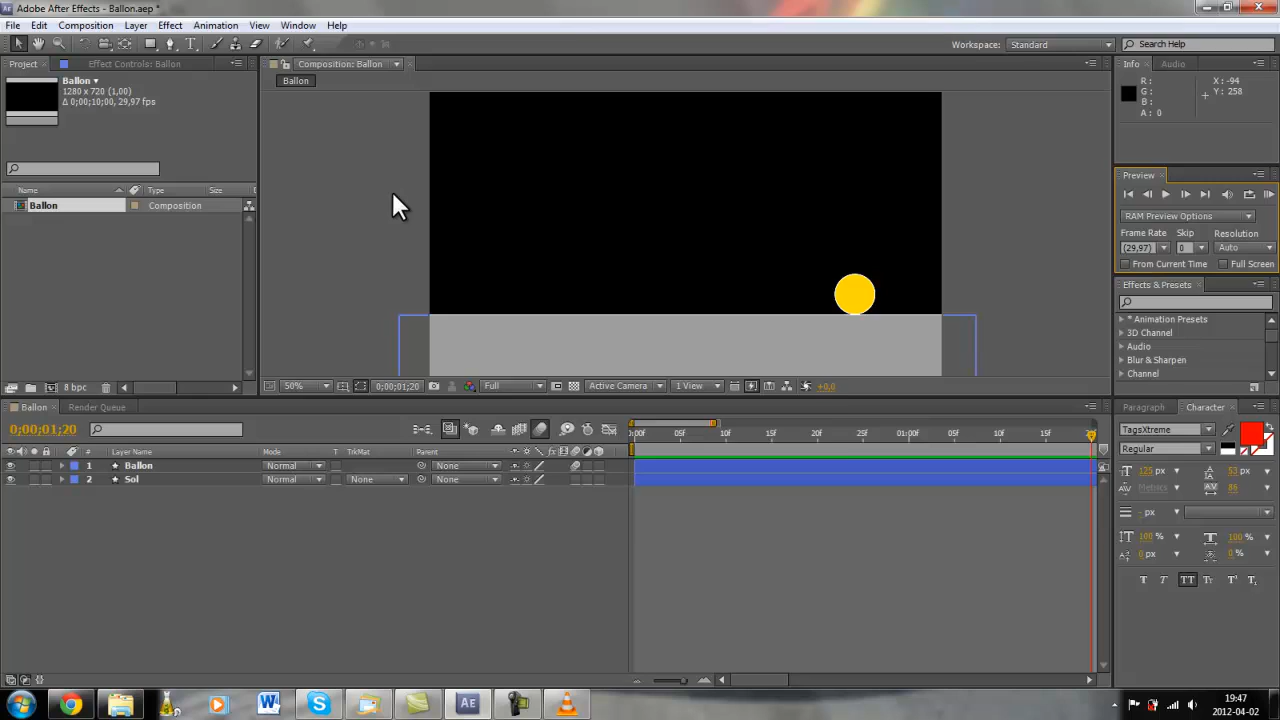 Adobe After Effects - Ballon.aep *
File Edit Composition Layer Effect Animation View Window Help
Workspace: Standard Search Help
Project Effect Controls: Ballon
Composition: Ballon
Info Audio
Ballon
Ballon ▾
1280 x 720 (1,00)
Δ 0;00;10;00, 29,97 fps
R: X: -94
G: Y: 258
B:
A: 0
Preview
Name Type Size
Ballon Composition
RAM Preview Options
Frame Rate Skip Resolution
(29,97) 0 Auto
From Current Time Full Screen
Effects & Presets
* Animation Presets
3D Channel
Audio
Blur & Sharpen
Channel
8 bpc
50% 0;00;01;20 Full Active Camera 1 View +0,0
Ballon Render Queue
Paragraph Character
0;00;01;20
05F 10F 15F 20F 01:00F 05F 10F 15F
TagsXtreme
Regular
# Layer Name Mode T TrkMat Parent
1 Ballon Normal None
2 Sol Normal None None
125 px 53 px
Metrics 86
- px
100 % 100 %
0 px 0 %
T T TT Tr T¹ T₁
19:47
2012-04-02